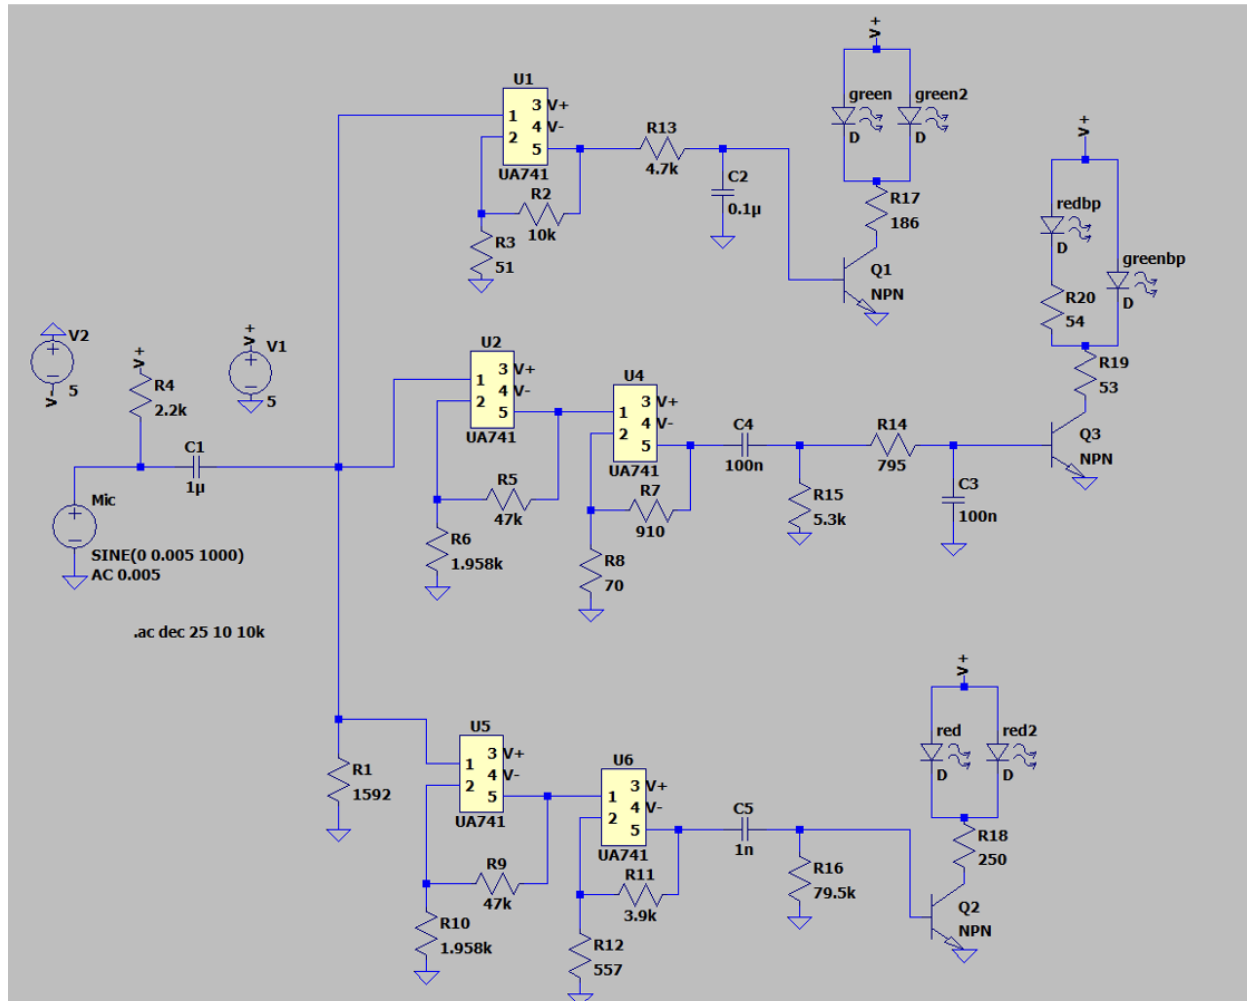 U1
1
2
3 V+
4 V-
5
UA741
R2
10k
R3
51
R13
4.7k
C2
0.1µ
V+
green
D
green2
D
R17
186
Q1
NPN
V+
redbp
D
greenbp
D
R20
54
R19
53
Q3
NPN
V2
5
V-
V+
V1
5
V+
R4
2.2k
C1
1µ
Mic
SINE(0 0.005 1000)
AC 0.005
.ac dec 25 10 10k
U2
1
2
3 V+
4 V-
5
UA741
R5
47k
R6
1.958k
U4
1
2
3 V+
4 V-
5
UA741
R7
910
R8
70
C4
100n
R15
5.3k
R14
795
C3
100n
R1
1592
U5
1
2
3 V+
4 V-
5
UA741
R9
47k
R10
1.958k
U6
1
2
3 V+
4 V-
5
UA741
R11
3.9k
R12
557
C5
1n
R16
79.5k
V+
red
D
red2
D
R18
250
Q2
NPN